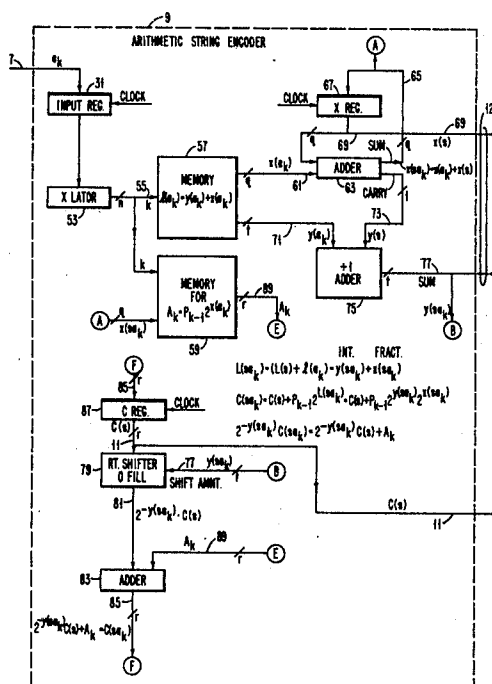 9
ARITHMETIC STRING ENCODER
7
e_k
31
INPUT REG.
CLOCK
X LATOR
53
n
55
k
57
MEMORY
ℓ(e_k)=y(e_k)+x(e_k)
q
x(e_k)
61
t
71
A
67
65
CLOCK
X REG.
69
69
x(s)
12
q
q
ADDER
63
SUM
x(se_k)=x(e_k)+x(s)
CARRY
73
1
y(e_k)
y(s)
+1
ADDER
75
t
77
SUM
y(se_k)
B
k
MEMORY
FOR
A_k=P_{k-1}2^{x(se_k)}
59
89
r
A_k
E
A
q
x(se_k)
INT. FRACT.
L(se_k)=(L(s)+ℓ(e_k)=y(se_k)+x(se_k)
C(se_k)=C(s)+P_{k-1}2^{L(se_k)}=C(s)+P_{k-1}2^{y(se_k)}2^{x(se_k)}
2^{-y(se_k)}C(se_k)=2^{-y(se_k)}C(s)+A_k
F
85
r
87
C REG.
CLOCK
C(s)
r
11
79
RT. SHIFTER
0 FILL
77
y(se_k)
B
SHIFT AMNT.
C(s)
11
81
2^{-y(se_k)}·C(s)
A_k
89
r
E
83
ADDER
85
r
2^{-y(se_k)}C(s)+A_k=C(se_k)
F